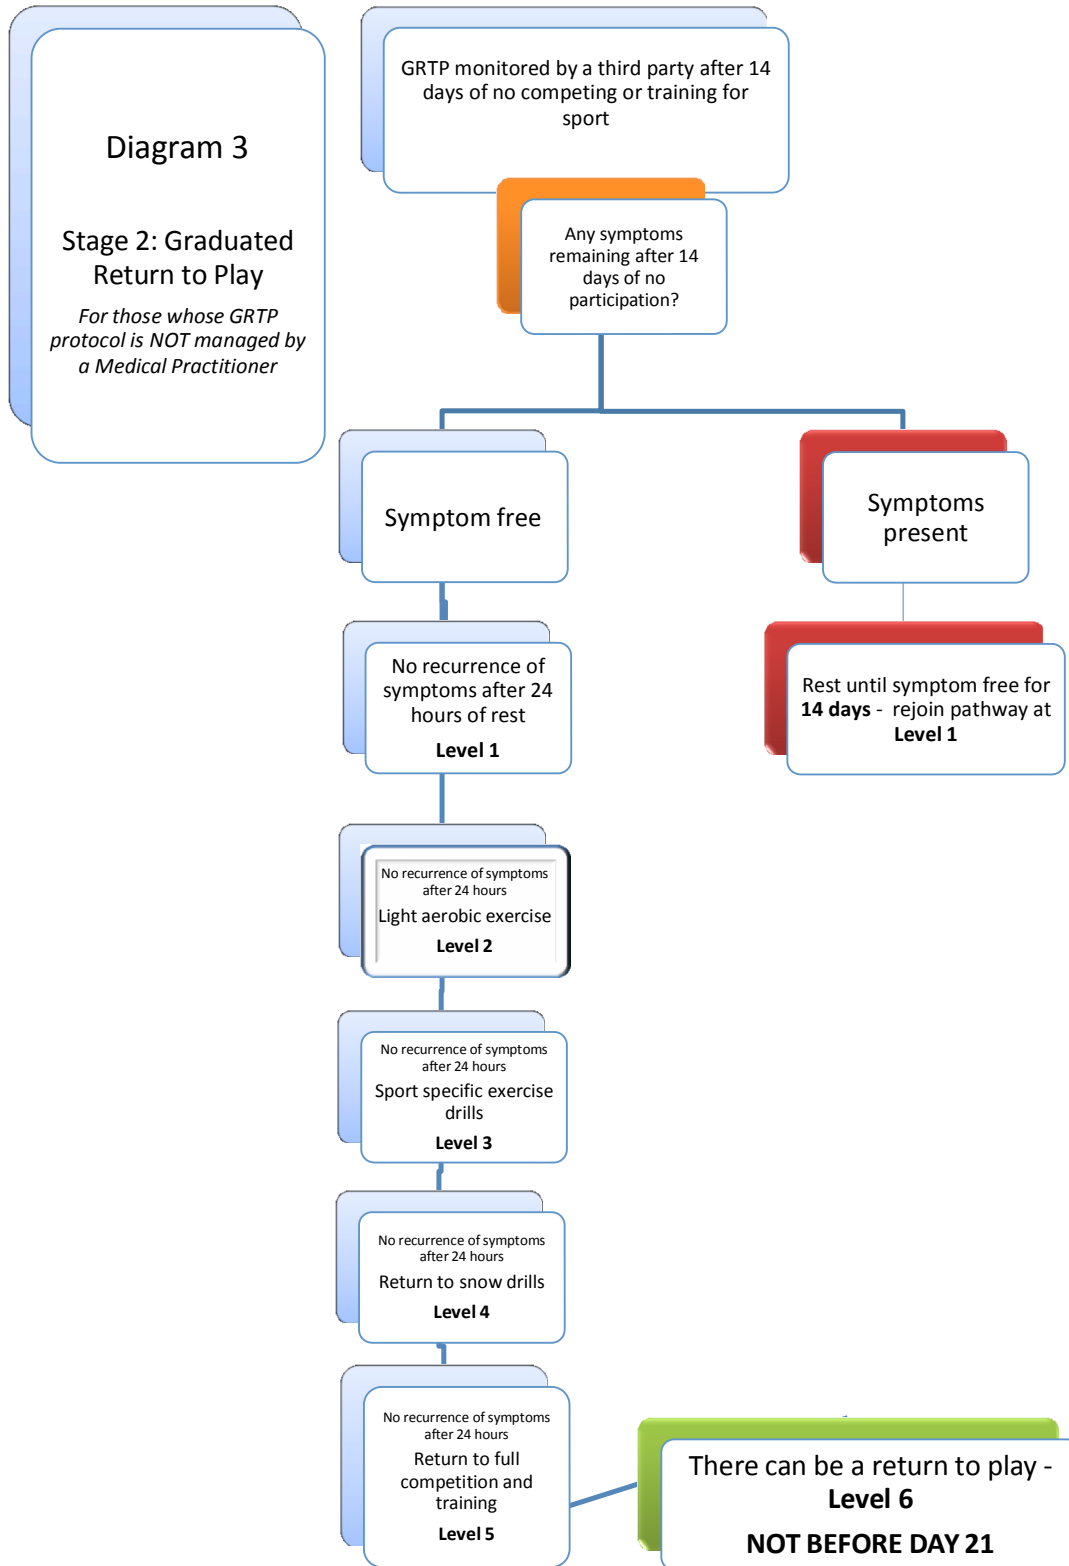 Diagram 3
Stage 2: Graduated
Return to Play
For those whose GRTP
protocol is NOT managed by
a Medical Practitioner
GRTP monitored by a third party after 14
days of no competing or training for
sport
Any symptoms
remaining after 14
days of no
participation?
Symptom free
Symptoms
present
No recurrence of
symptoms after 24
hours of rest
Level 1
Rest until symptom free for
14 days - rejoin pathway at
Level 1
No recurrence of symptoms
after 24 hours
Light aerobic exercise
Level 2
No recurrence of symptoms
after 24 hours
Sport specific exercise
drills
Level 3
No recurrence of symptoms
after 24 hours
Return to snow drills
Level 4
No recurrence of symptoms
after 24 hours
Return to full
competition and
training
Level 5
There can be a return to play -
Level 6
NOT BEFORE DAY 21